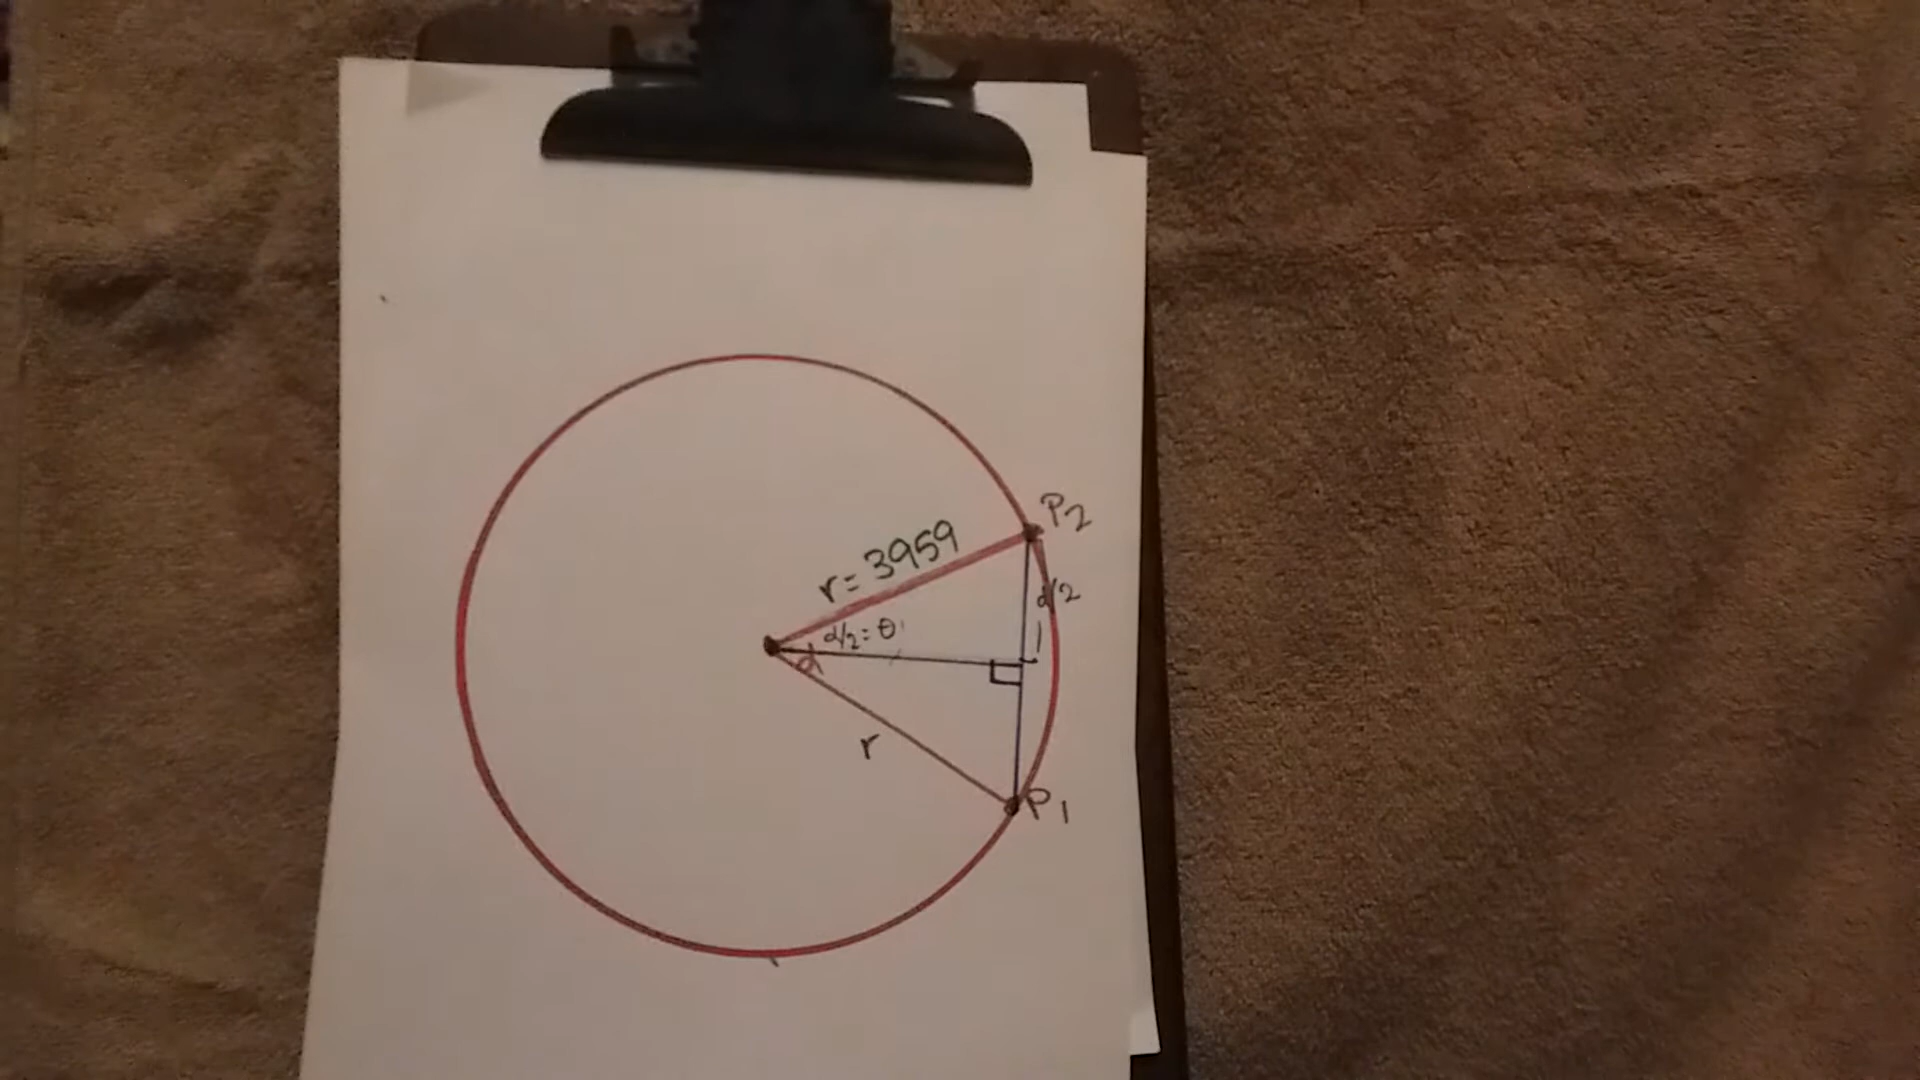 P2
r = 3959
d/2
α/2 = θ
α
r
P1